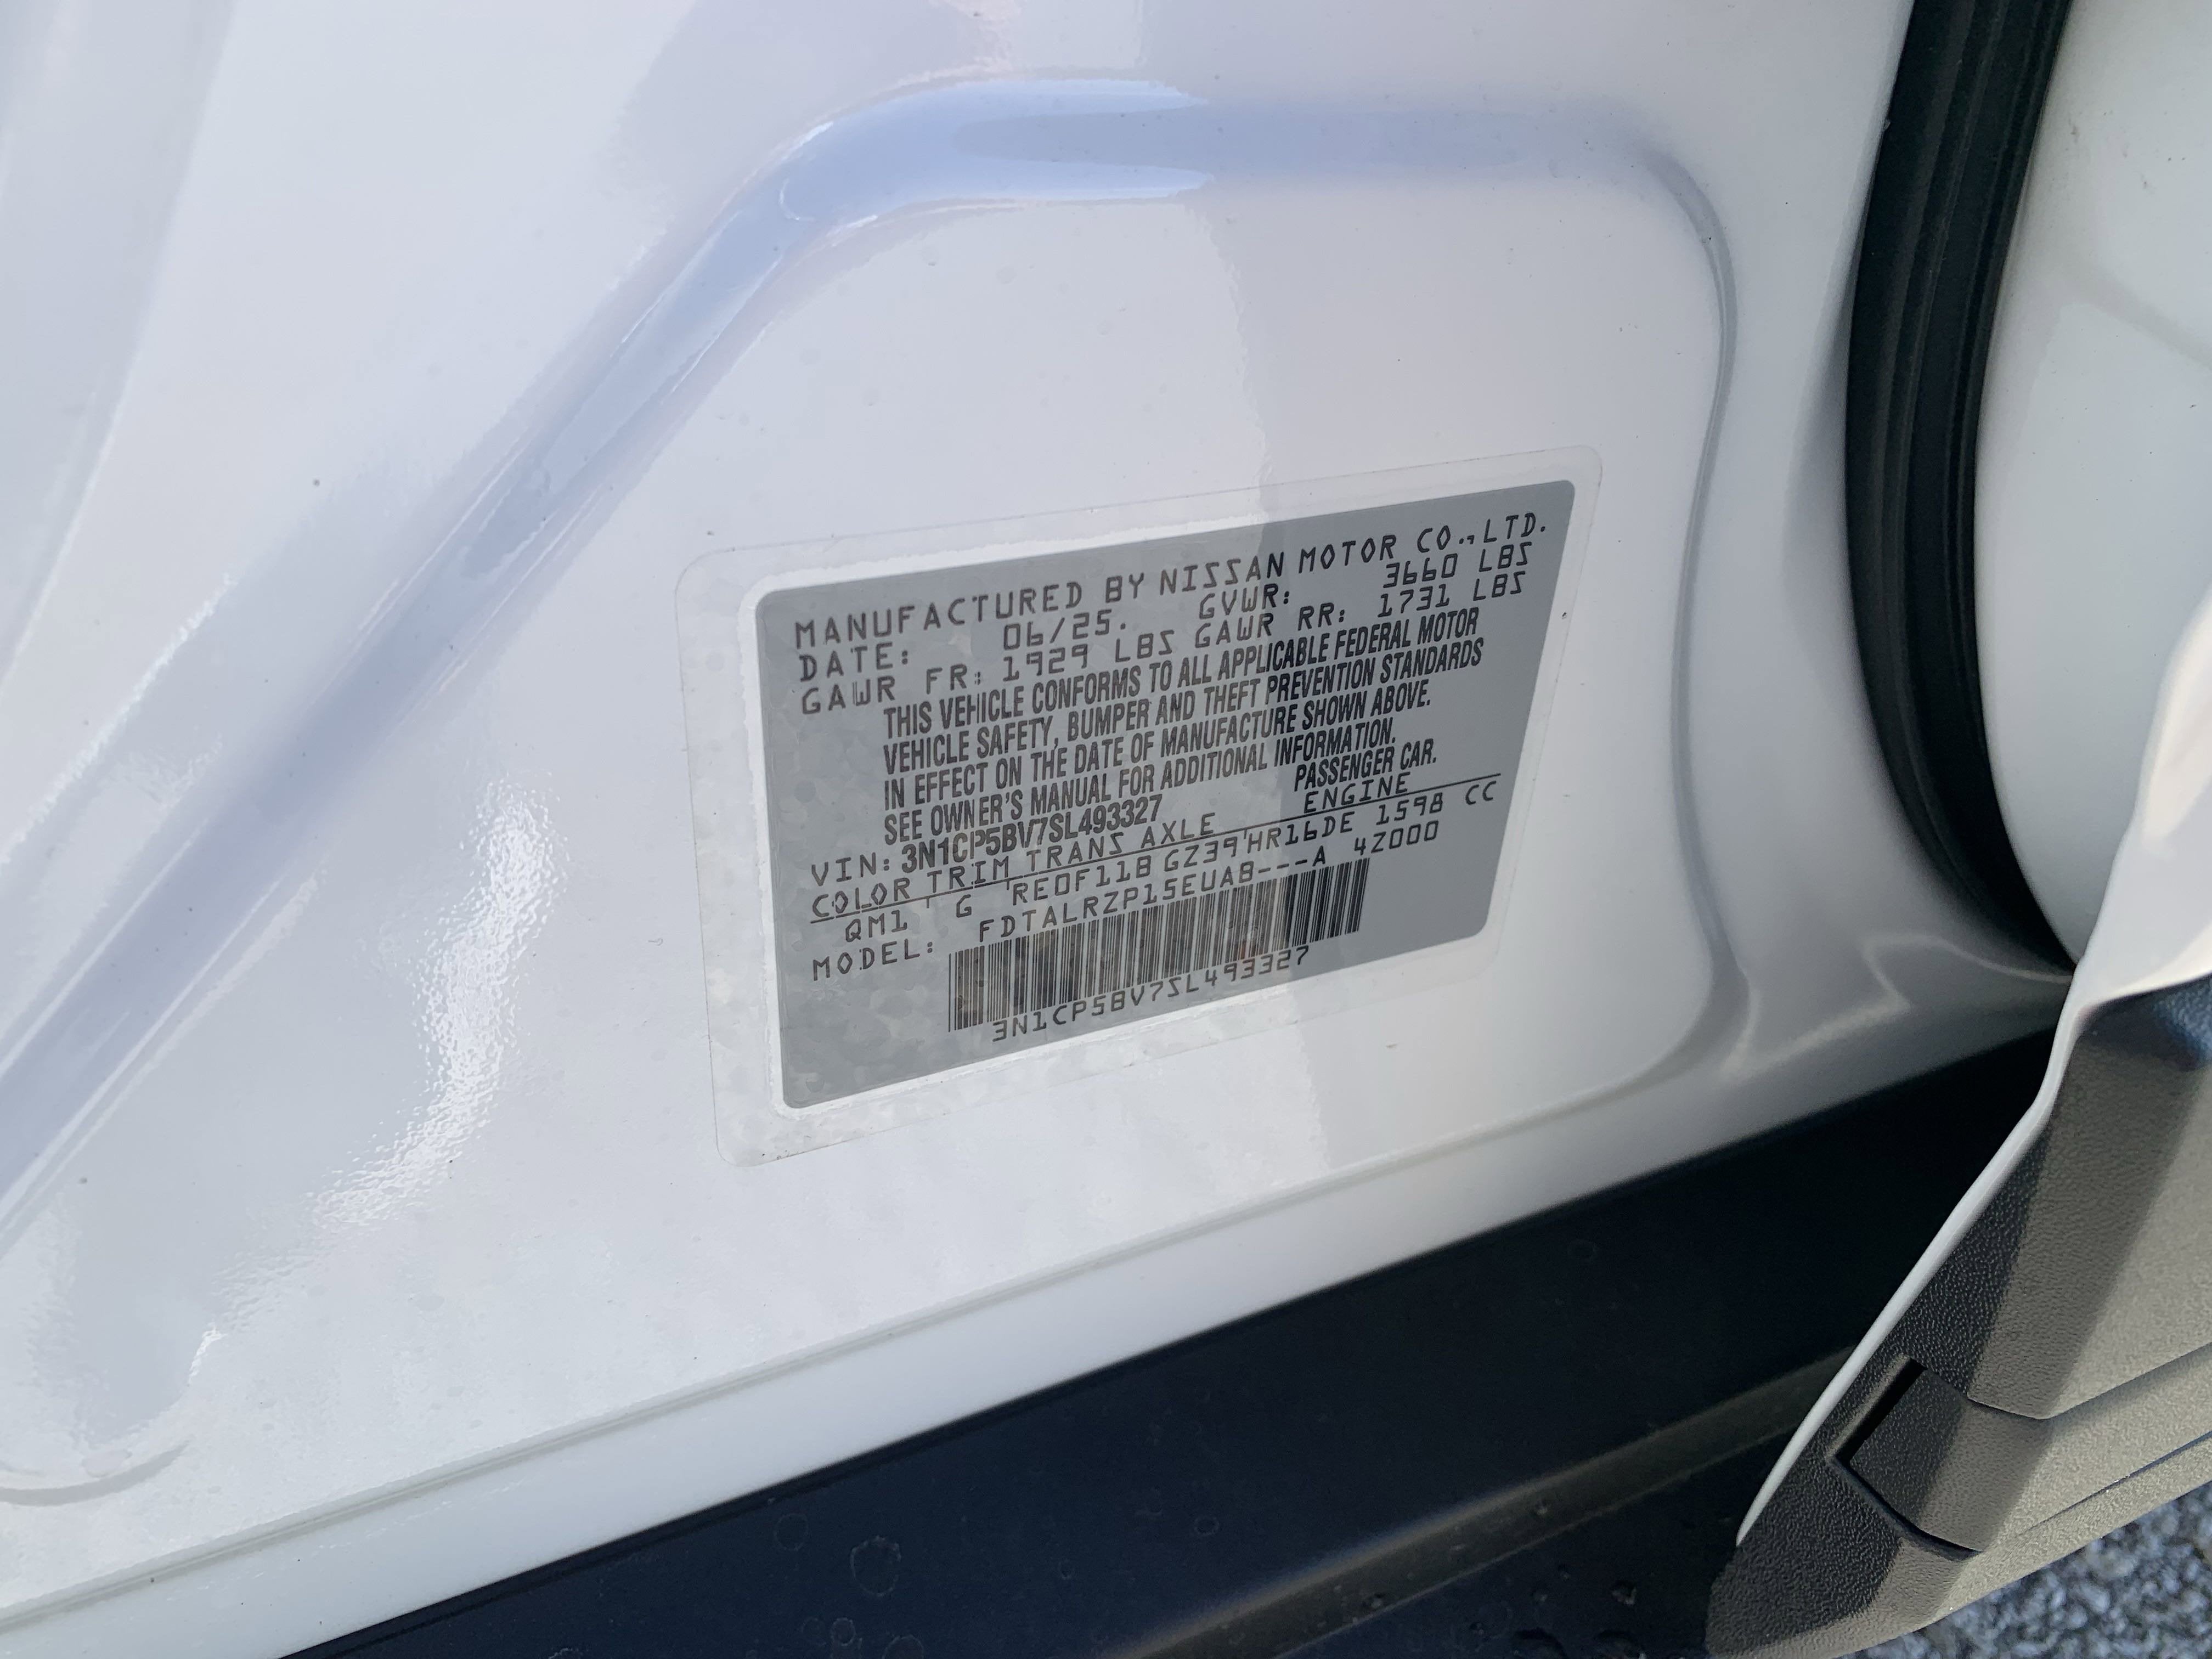 MANUFACTURED BY NISSAN MOTOR CO., LTD.
DATE: 06/25. GVWR: 3660 LBS
GAWR FR: 1929 LBS GAWR RR: 1731 LBS
THIS VEHICLE CONFORMS TO ALL APPLICABLE FEDERAL MOTOR
VEHICLE SAFETY, BUMPER AND THEFT PREVENTION STANDARDS
IN EFFECT ON THE DATE OF MANUFACTURE SHOWN ABOVE.
SEE OWNER'S MANUAL FOR ADDITIONAL INFORMATION.
VIN: 3N1CP5BV7SL493327 PASSENGER CAR.
COLOR TRIM TRANS AXLE ENGINE
QM1 G RE0F11B GZ39 HR16DE 1598 CC
MODEL: FDTALRZP15EUAB---A 4Z000
3N1CP5BV7SL493327